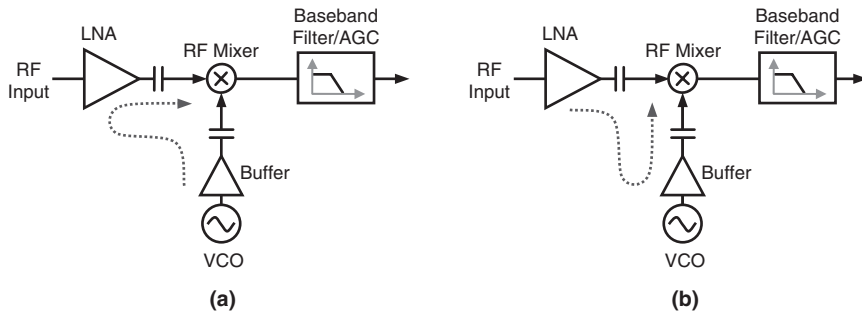 LNA
RF
Input
RF Mixer
Baseband
Filter/AGC
Buffer
VCO
(a)
LNA
RF
Input
RF Mixer
Baseband
Filter/AGC
Buffer
VCO
(b)